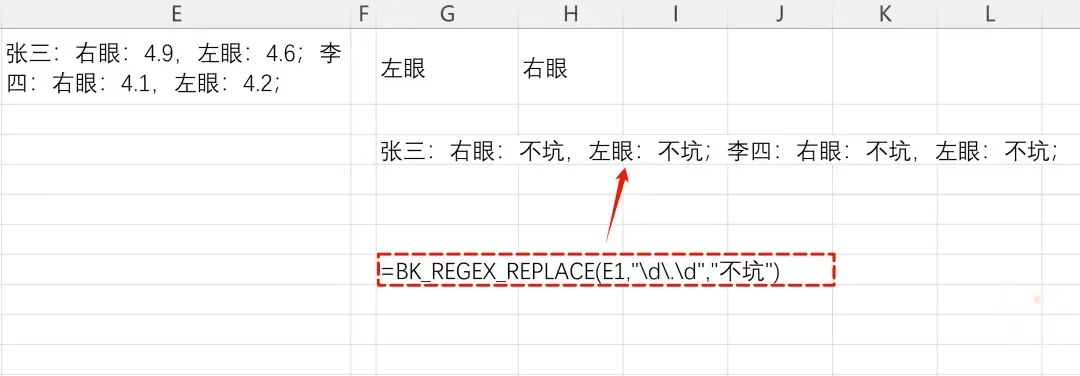 E F G H I J K L
张三：右眼：4.9，左眼：4.6；李
四：右眼：4.1，左眼：4.2；
左眼 右眼
张三：右眼：不坑，左眼：不坑；李四：右眼：不坑，左眼：不坑；
=BK_REGEX_REPLACE(E1,"\d\.\d","不坑")